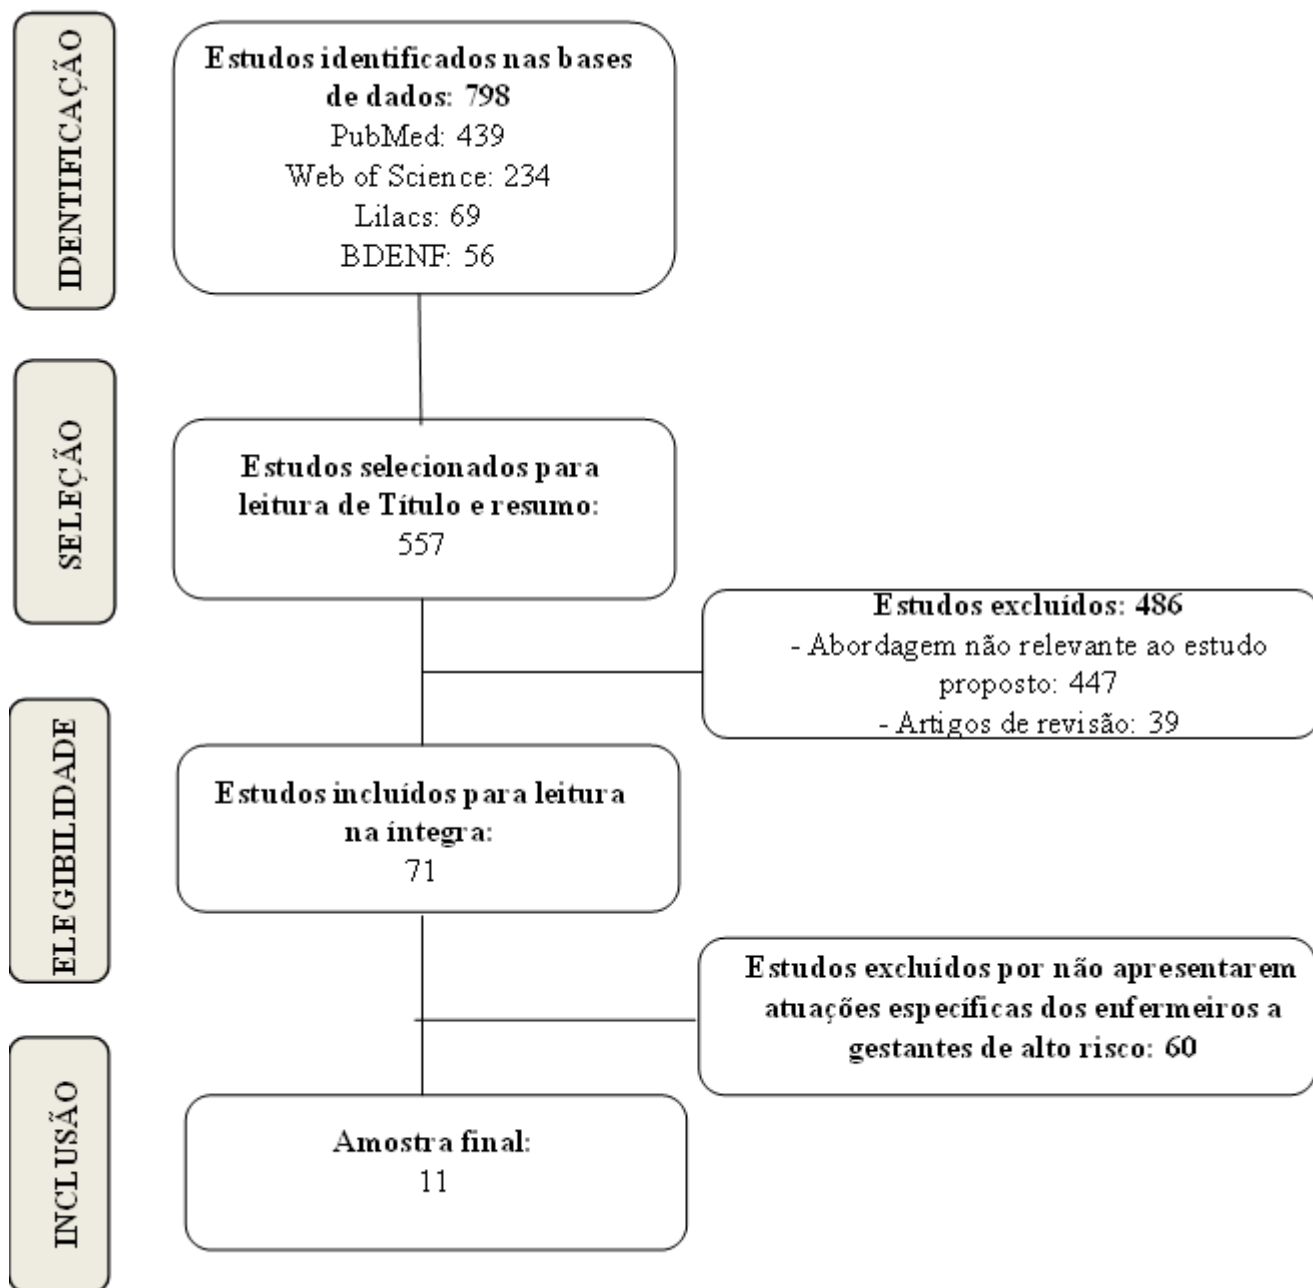 IDENTIFICAÇÃO
Estudos identificados nas bases
de dados: 798
PubMed: 439
Web of Science: 234
Lilacs: 69
BDENF: 56
SELEÇÃO
Estudos selecionados para
leitura de Título e resumo:
557
Estudos excluídos: 486
- Abordagem não relevante ao estudo
proposto: 447
- Artigos de revisão: 39
ELEGIBILIDADE
Estudos incluídos para leitura
na íntegra:
71
Estudos excluídos por não apresentarem
atuações específicas dos enfermeiros a
gestantes de alto risco: 60
INCLUSÃO
Amostra final:
11